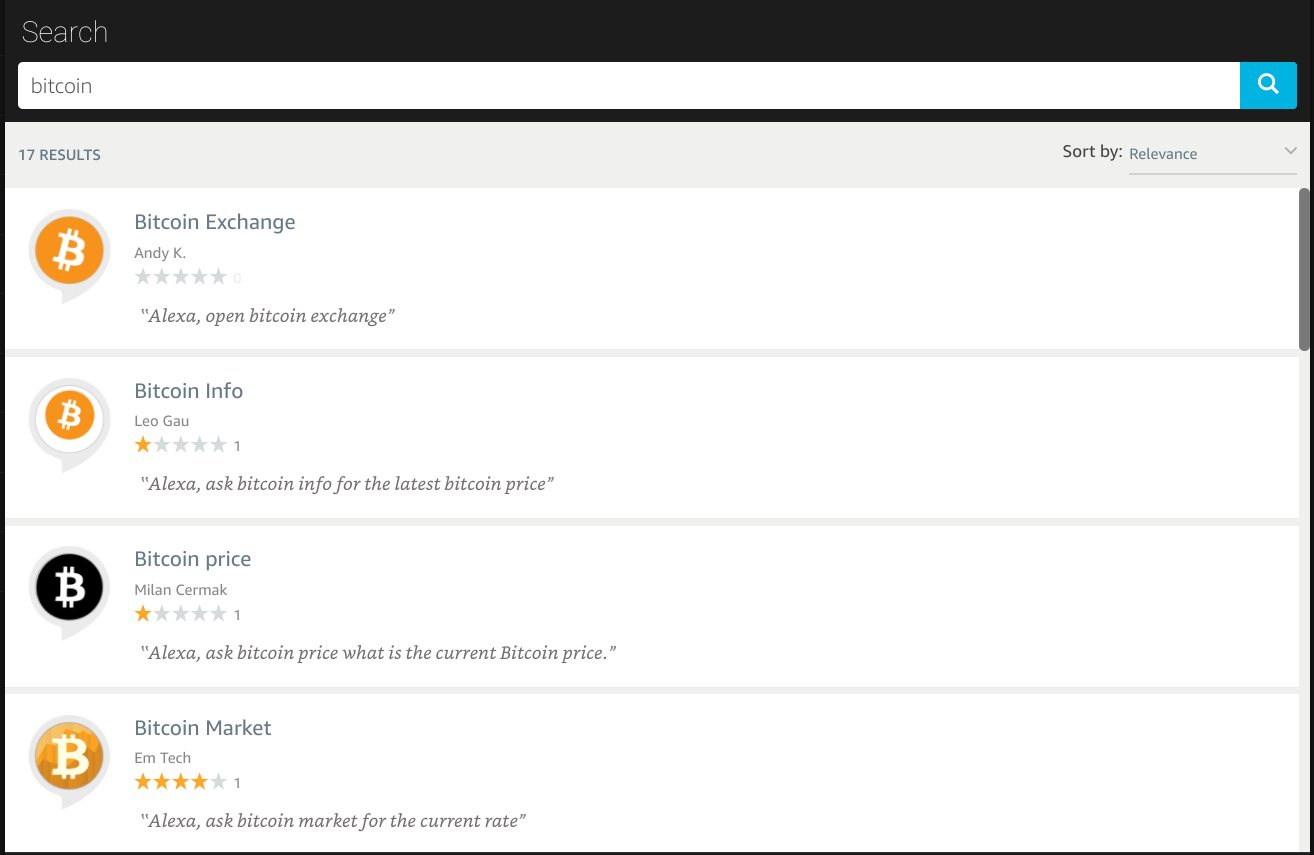 Search
bitcoin
17 RESULTS
Sort by: Relevance
Bitcoin Exchange
Andy K.
0
"Alexa, open bitcoin exchange"
Bitcoin Info
Leo Gau
1
"Alexa, ask bitcoin info for the latest bitcoin price"
Bitcoin price
Milan Cermak
1
"Alexa, ask bitcoin price what is the current Bitcoin price."
Bitcoin Market
Em Tech
1
"Alexa, ask bitcoin market for the current rate"